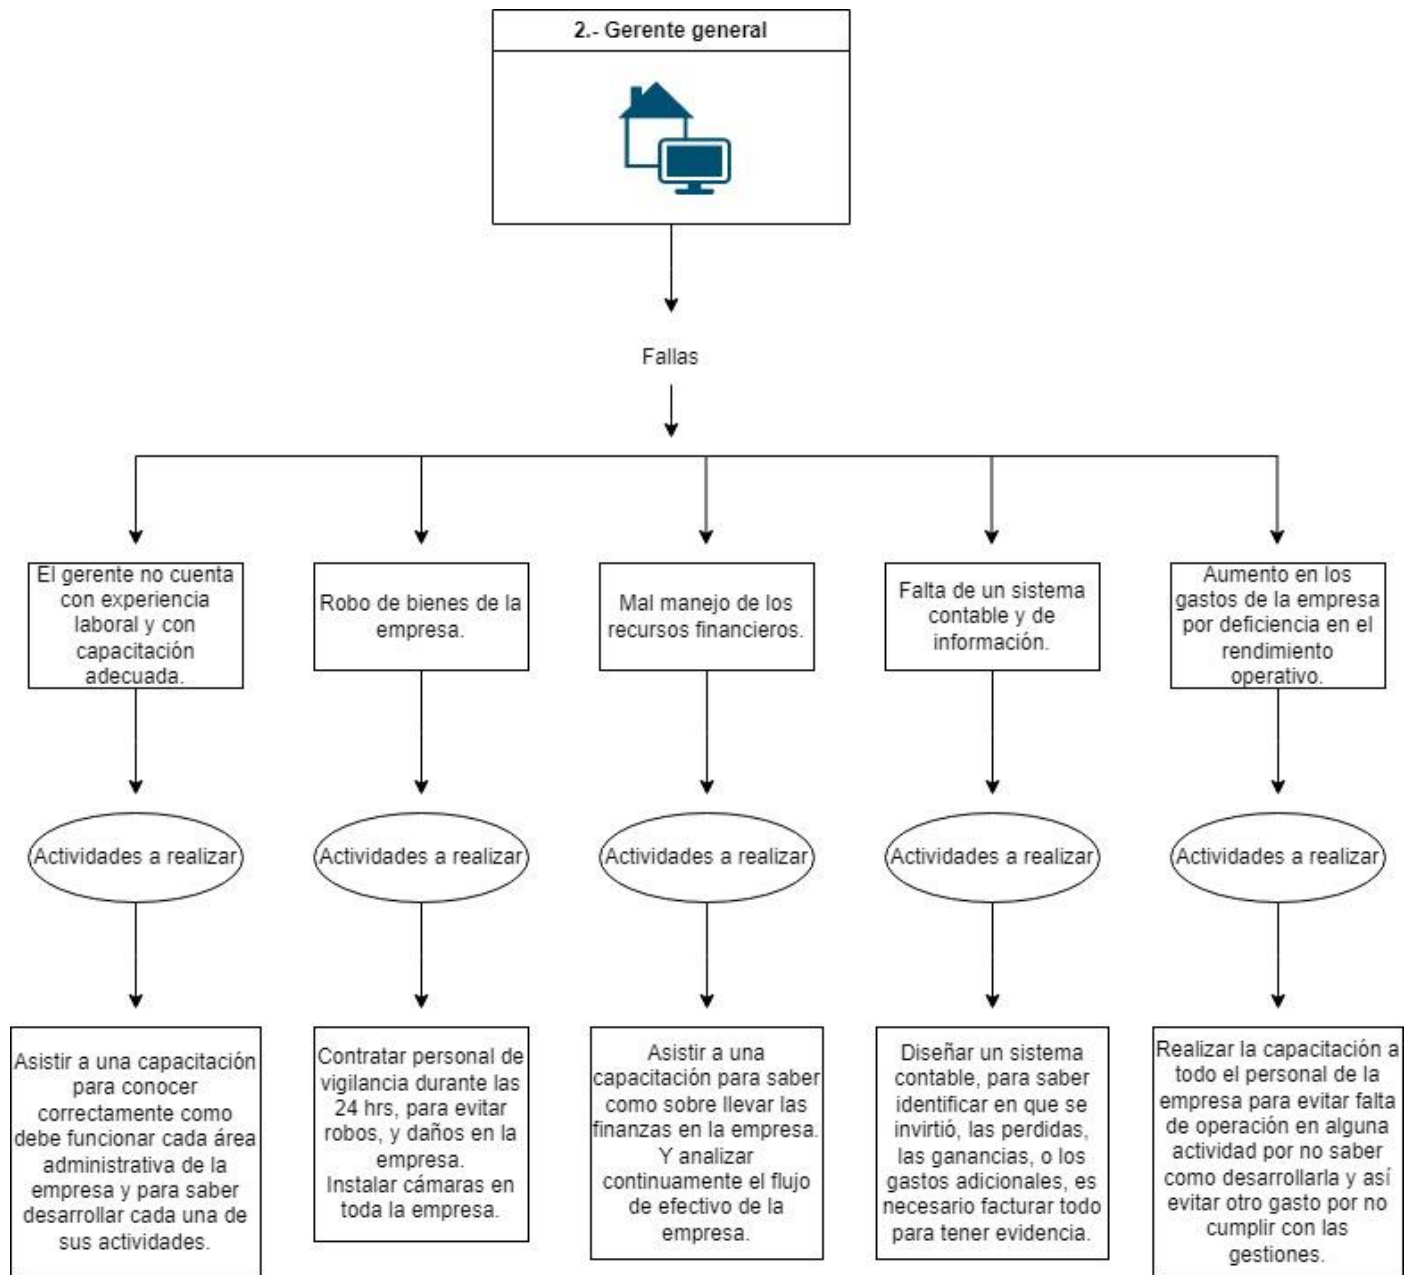 2.- Gerente general
Fallas
El gerente no cuenta
con experiencia
laboral y con
capacitación
adecuada.
Robo de bienes de la
empresa.
Mal manejo de los
recursos financieros.
Falta de un sistema
contable y de
información.
Aumento en los
gastos de la empresa
por deficiencia en el
rendimiento
operativo.
Actividades a realizar
Actividades a realizar
Actividades a realizar
Actividades a realizar
Actividades a realizar
Asistir a una capacitación
para conocer
correctamente como
debe funcionar cada área
administrativa de la
empresa y para saber
desarrollar cada una de
sus actividades.
Contratar personal de
vigilancia durante las
24 hrs, para evitar
robos, y daños en la
empresa.
Instalar cámaras en
toda la empresa.
Asistir a una
capacitación para saber
como sobre llevar las
finanzas en la empresa.
Y analizar
continuamente el flujo
de efectivo de la
empresa.
Diseñar un sistema
contable, para saber
identificar en que se
invirtió, las perdidas,
las ganancias, o los
gastos adicionales, es
necesario facturar todo
para tener evidencia.
Realizar la capacitación a
todo el personal de la
empresa para evitar falta
de operación en alguna
actividad por no saber
como desarrollarla y así
evitar otro gasto por no
cumplir con las
gestiones.